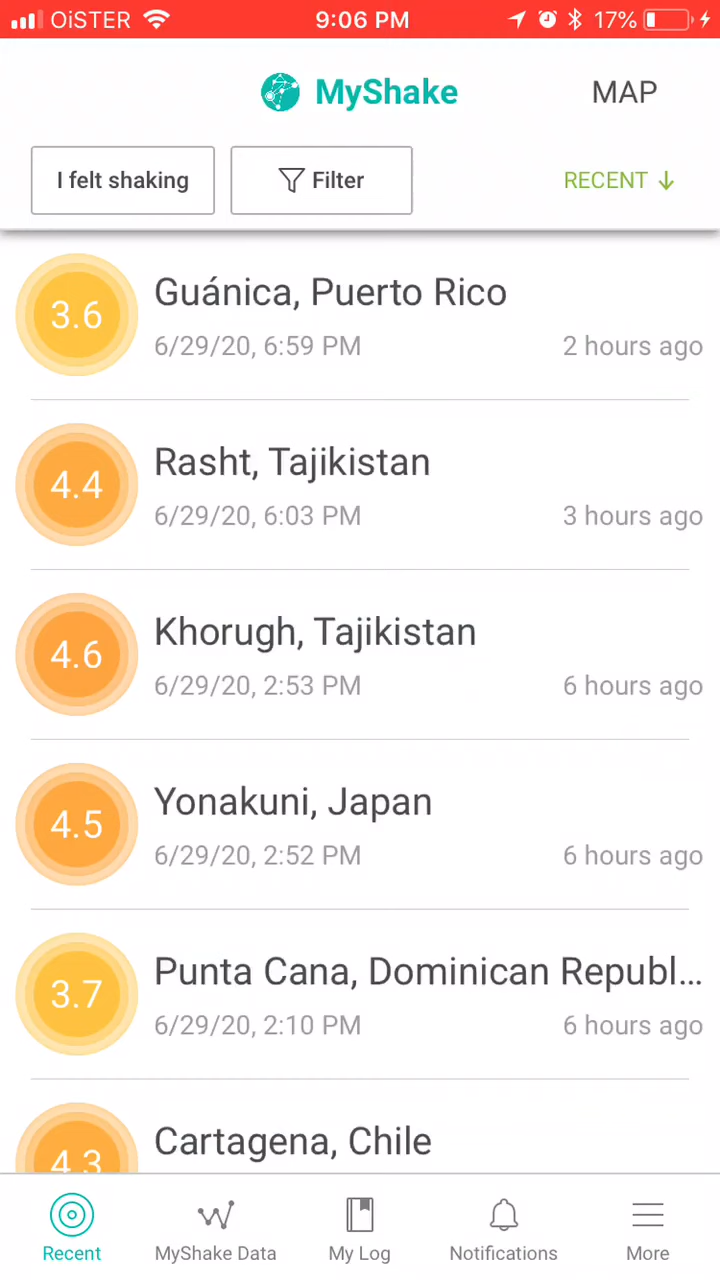 OiSTER 9:06 PM 17%
MyShake MAP
I felt shaking Filter RECENT ↓
3.6 Guánica, Puerto Rico
6/29/20, 6:59 PM 2 hours ago
4.4 Rasht, Tajikistan
6/29/20, 6:03 PM 3 hours ago
4.6 Khorugh, Tajikistan
6/29/20, 2:53 PM 6 hours ago
4.5 Yonakuni, Japan
6/29/20, 2:52 PM 6 hours ago
3.7 Punta Cana, Dominican Republ...
6/29/20, 2:10 PM 6 hours ago
4.3 Cartagena, Chile
Recent MyShake Data My Log Notifications More